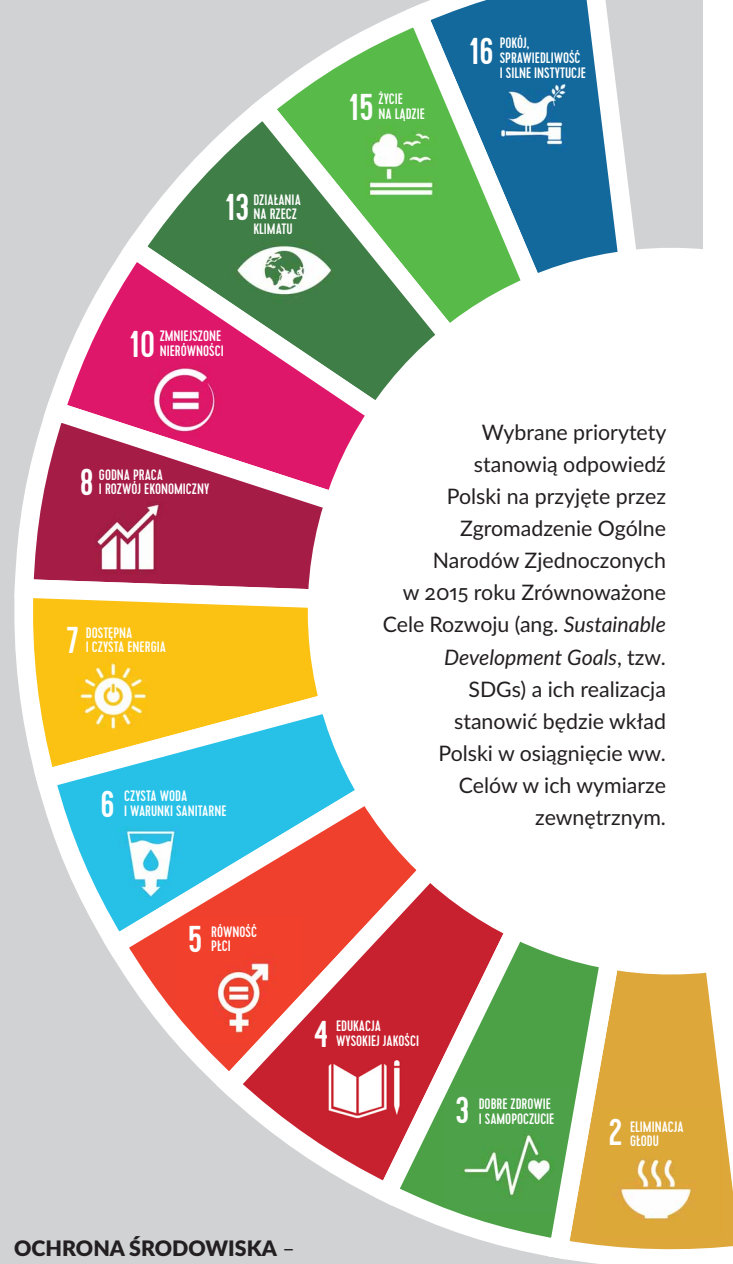 16 POKÓJ,
SPRAWIEDLIWOŚĆ
I SILNE INSTYTUCJE
15 ŻYCIE
NA LĄDZIE
13 DZIAŁANIA
NA RZECZ
KLIMATU
10 ZMNIEJSZONE
NIERÓWNOŚCI
8 GODNA PRACA
I ROZWÓJ EKONOMICZNY
7 DOSTĘPNA
I CZYSTA ENERGIA
6 CZYSTA WODA
I WARUNKI SANITARNE
5 RÓWNOŚĆ
PŁCI
4 EDUKACJA
WYSOKIEJ JAKOŚCI
3 DOBRE ZDROWIE
I SAMOPOCZUCIE
2 ELIMINACJA
GŁODU
Wybrane priorytety
stanowią odpowiedź
Polski na przyjęte przez
Zgromadzenie Ogólne
Narodów Zjednoczonych
w 2015 roku Zrównoważone
Cele Rozwoju (ang. Sustainable
Development Goals, tzw.
SDGs) a ich realizacja
stanowić będzie wkład
Polski w osiągnięcie ww.
Celów w ich wymiarze
zewnętrznym.
OCHRONA ŚRODOWISKA –